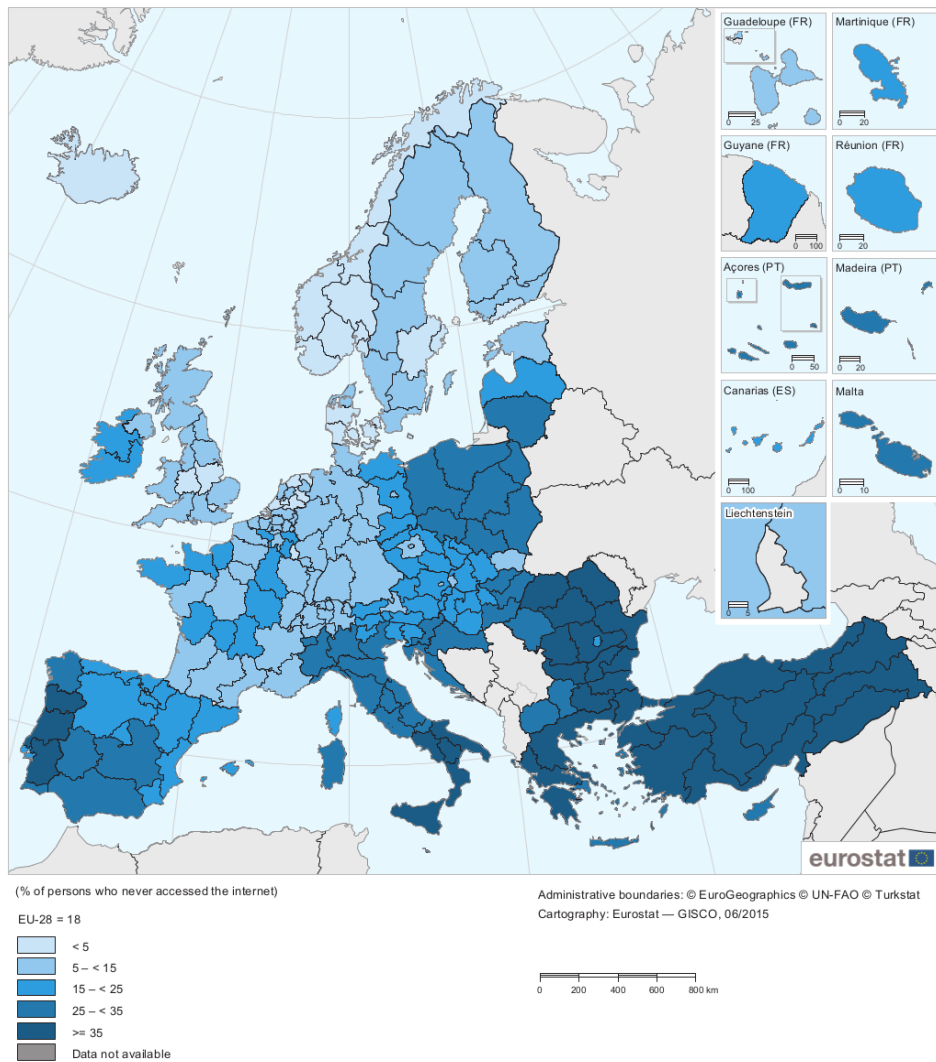 Guadeloupe (FR)
Martinique (FR)
0 25
0 20
Guyane (FR)
Réunion (FR)
0 100
0 20
Açores (PT)
Madeira (PT)
0 50
0 20
Canarias (ES)
Malta
0 100
0 10
Liechtenstein
0 5
eurostat
(% of persons who never accessed the internet)
EU-28 = 18
< 5
5 – < 15
15 – < 25
25 – < 35
>= 35
Data not available
Administrative boundaries: © EuroGeographics © UN-FAO © Turkstat
Cartography: Eurostat — GISCO, 06/2015
0 200 400 600 800 km